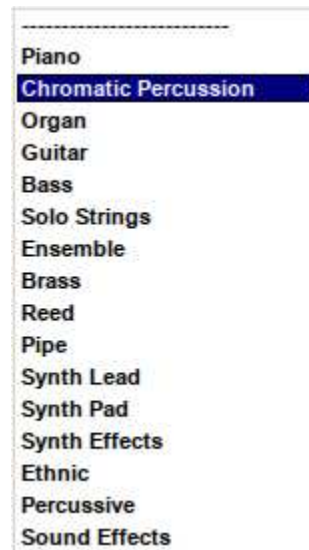 --------------------------
Piano
Chromatic Percussion
Organ
Guitar
Bass
Solo Strings
Ensemble
Brass
Reed
Pipe
Synth Lead
Synth Pad
Synth Effects
Ethnic
Percussive
Sound Effects